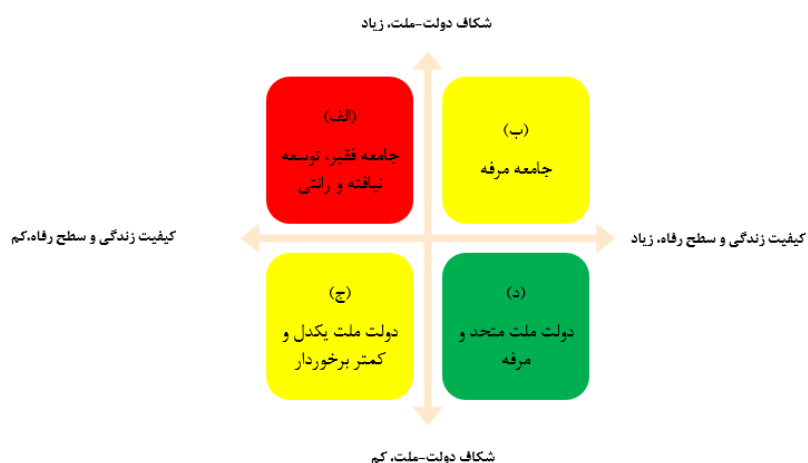 شکاف دولت-ملت، زیاد
(الف)
جامعه فقیر، توسعه
نیافته و رانتی
(ب)
جامعه مرفه
کیفیت زندگی و سطح رفاه، زیاد
کیفیت زندگی و سطح رفاه،کم
(ج)
دولت ملت یکدل و
کمتر برخوردار
(د)
دولت ملت متحد و
مرفه
شکاف دولت-ملت، کم